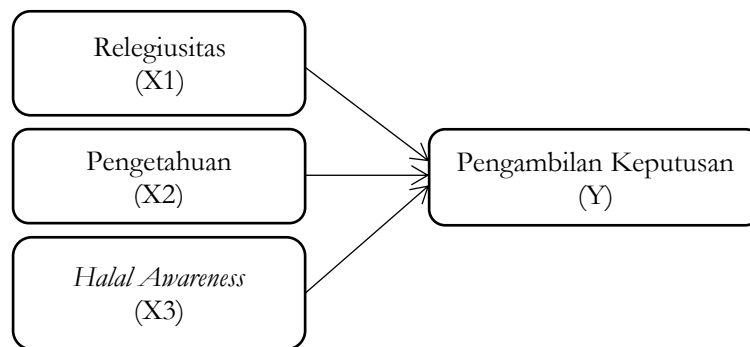 Relegiusitas
(X1)
Pengetahuan
(X2)
Halal Awareness
(X3)
Pengambilan Keputusan
(Y)